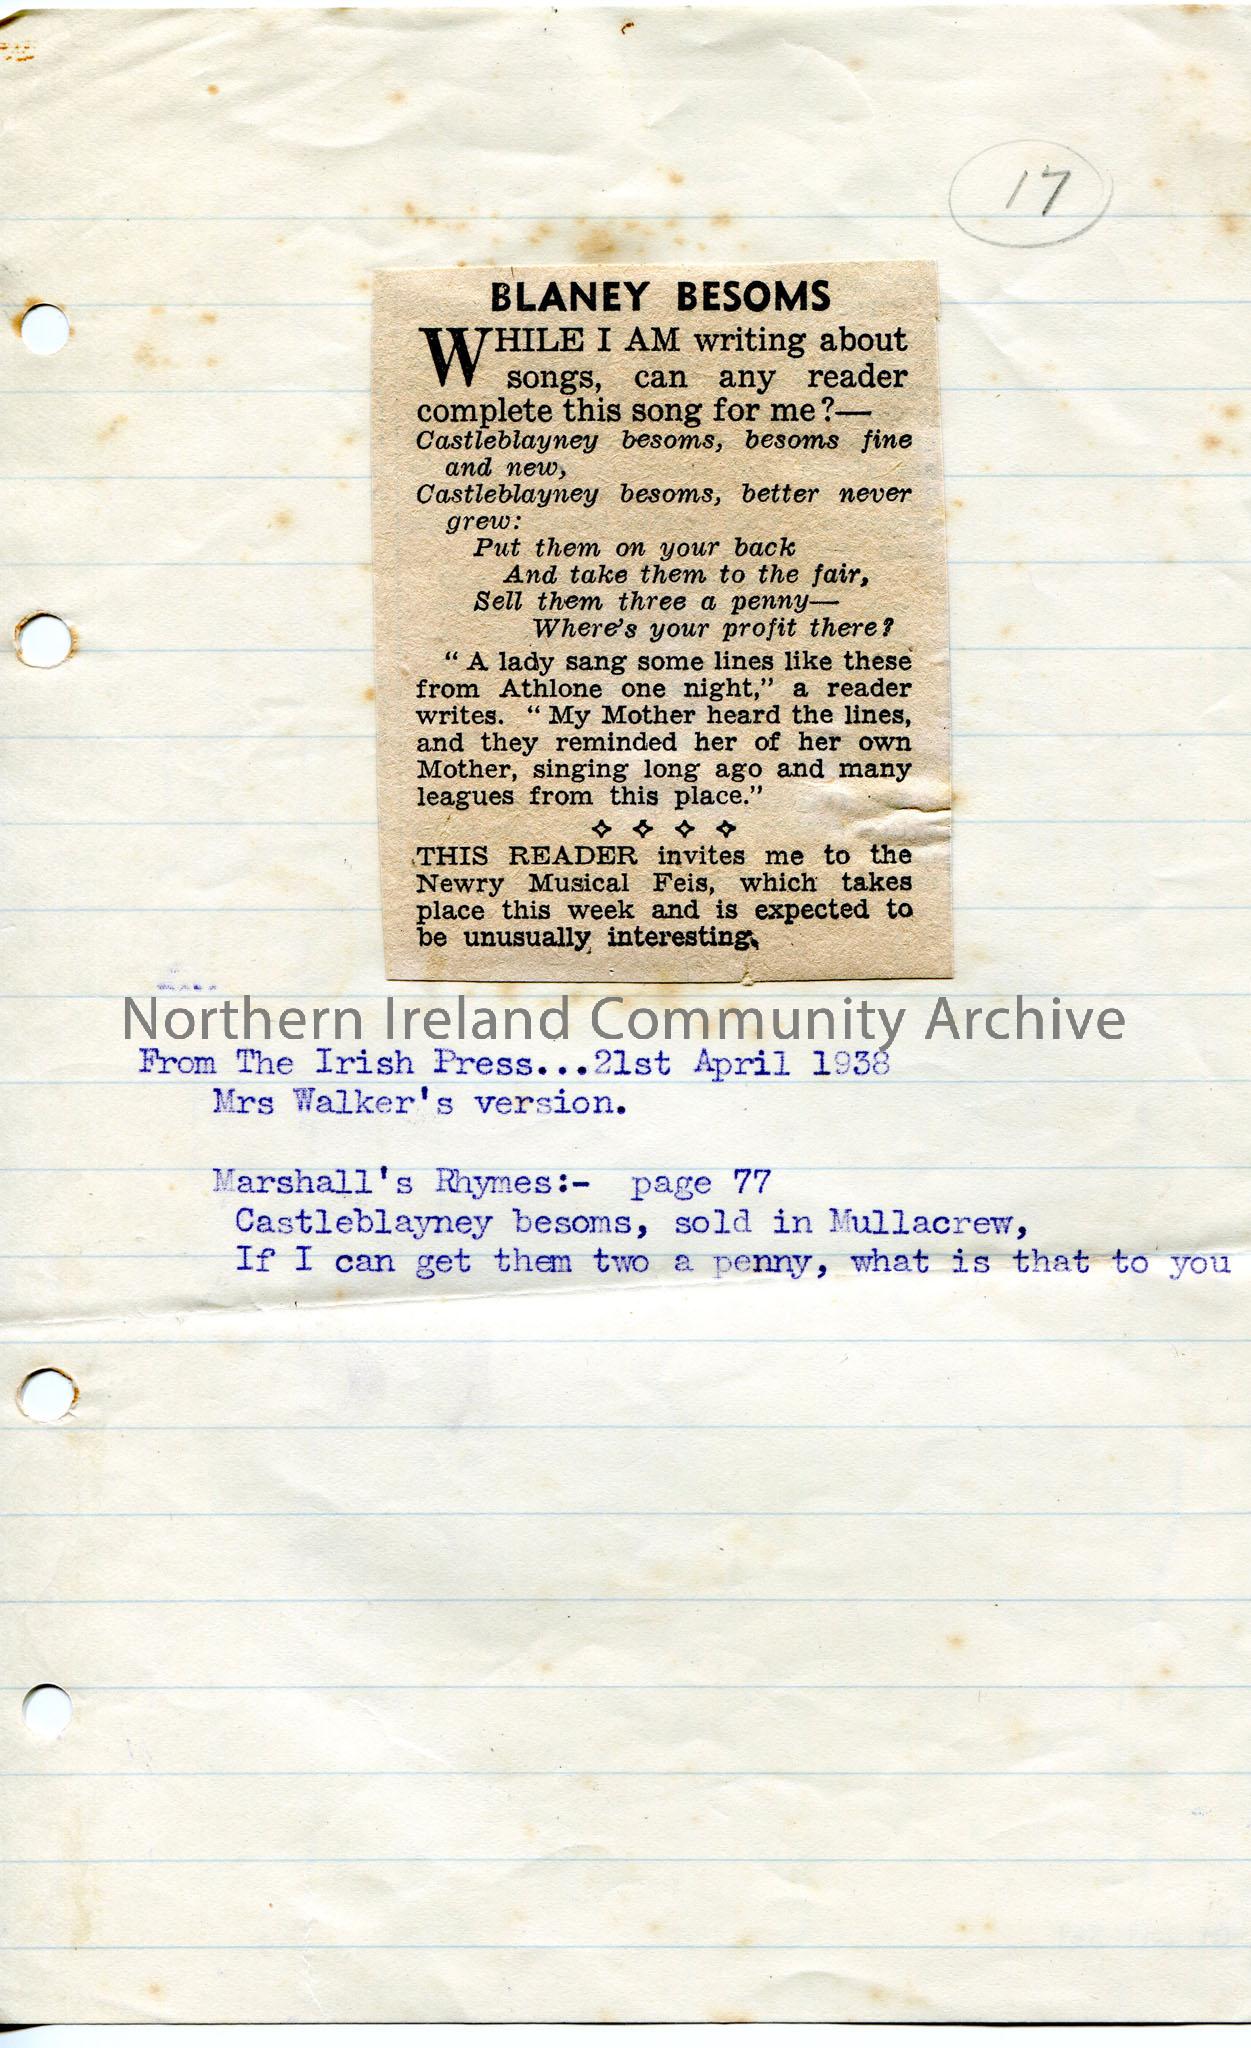 17
BLANEY BESOMS
WHILE I AM writing about
songs, can any reader
complete this song for me?—
Castleblayney besoms, besoms fine
and new,
Castleblayney besoms, better never
grew:
Put them on your back
And take them to the fair,
Sell them three a penny—
Where's your profit there?
" A lady sang some lines like these
from Athlone one night," a reader
writes. " My Mother heard the lines,
and they reminded her of her own
Mother, singing long ago and many
leagues from this place."
THIS READER invites me to the
Newry Musical Feis, which takes
place this week and is expected to
be unusually interesting.
Northern Ireland Community Archive
From The Irish Press...21st April 1938
Mrs Walker's version.
Marshall's Rhymes:- page 77
Castleblayney besoms, sold in Mullacrew,
If I can get them two a penny, what is that to you